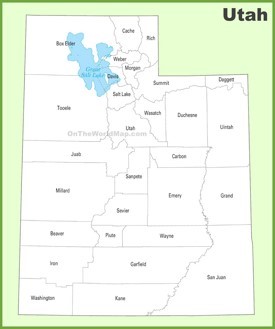 Utah
Cache
Box Elder
Rich
Weber
Morgan
Great
Salt Lake
Davis
Summit
Daggett
Salt Lake
Tooele
Wasatch
Duchesne
Uintah
OnTheWorldMap.com
Utah
Juab
Carbon
Sanpete
Millard
Emery
Grand
Sevier
Beaver
Piute
Wayne
Iron
Garfield
San Juan
Washington
Kane